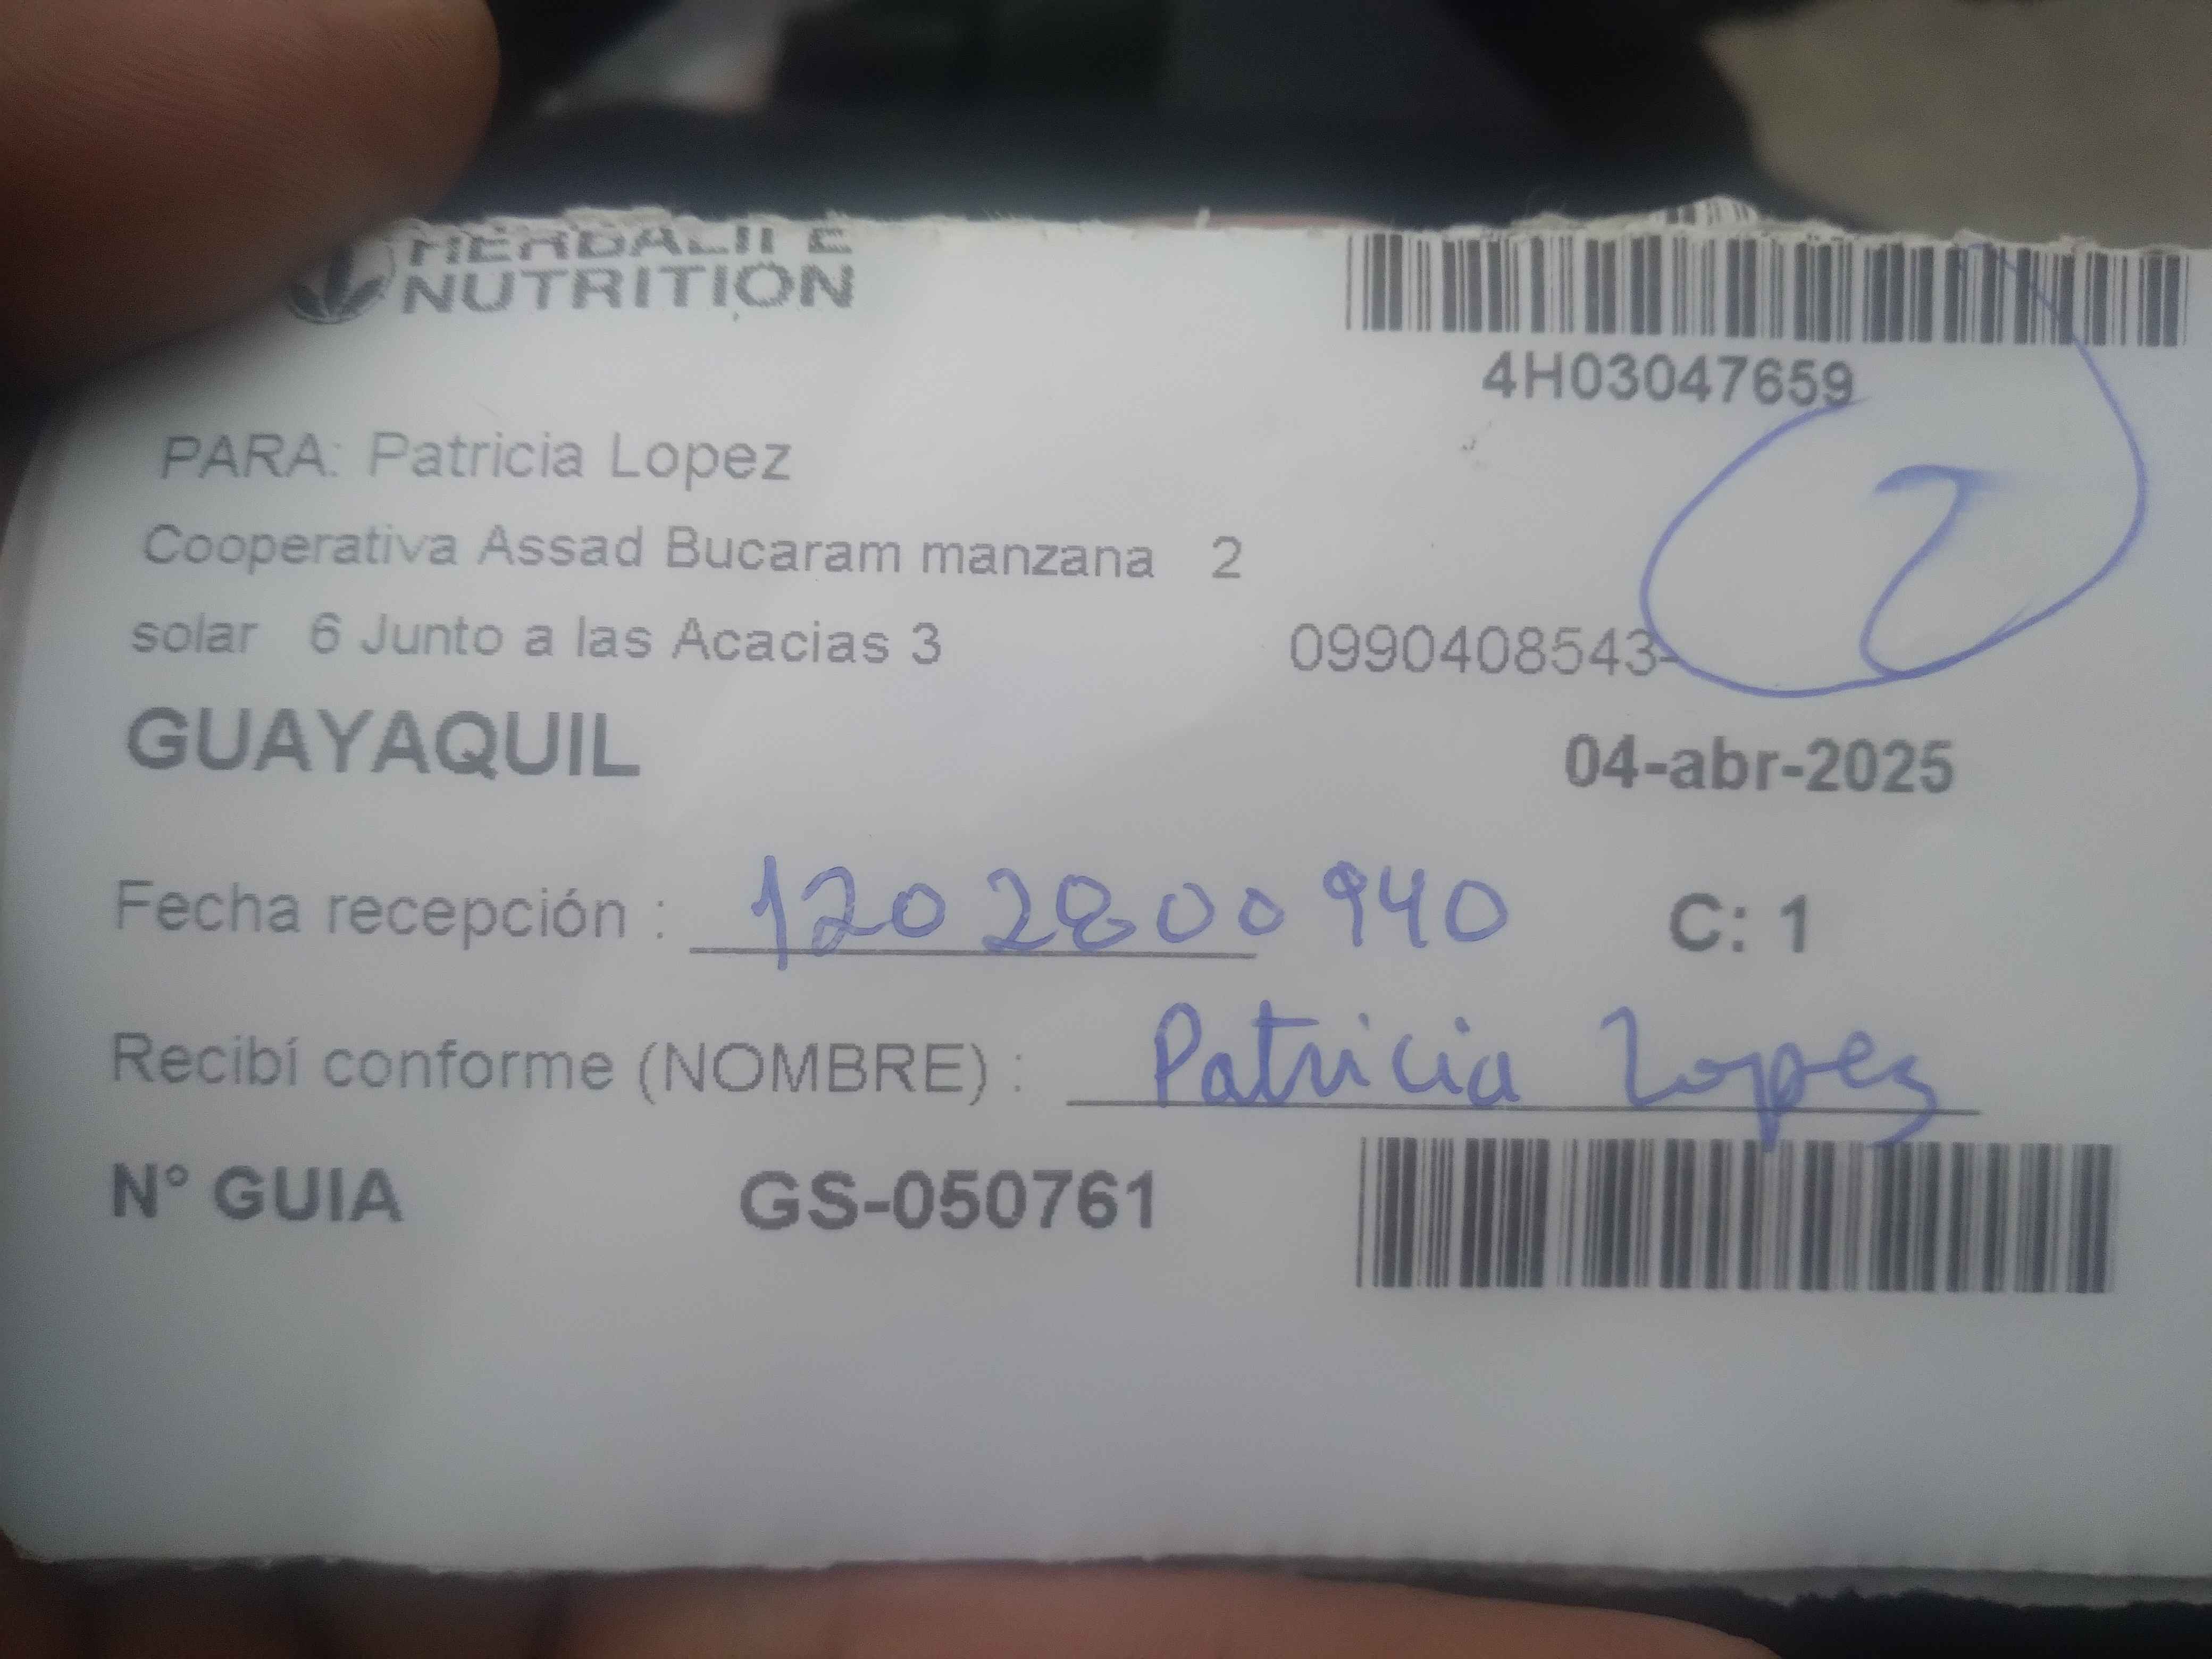 HERBALIFE
NUTRITION
4H03047659
PARA: Patricia Lopez
Cooperativa Assad Bucaram manzana 2
solar 6 Junto a las Acacias 3 0990408543-
GUAYAQUIL 04-abr-2025
Fecha recepción : 1202800940 C: 1
Recibí conforme (NOMBRE) : Patricia Lopez
N° GUIA GS-050761